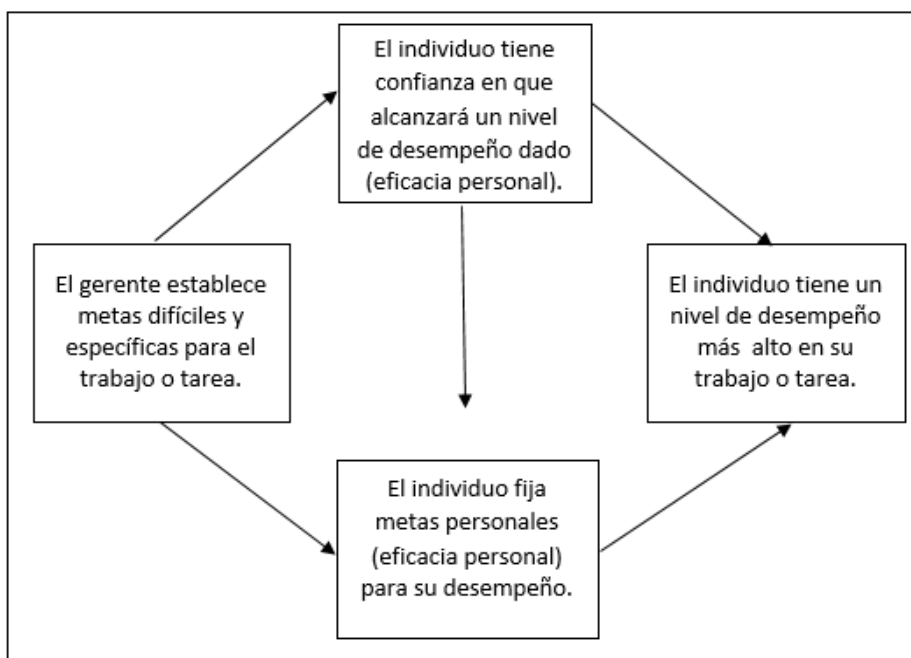 El individuo tiene
confianza en que
alcanzará un nivel
de desempeño dado
(eficacia personal).
El gerente establece
metas difíciles y
específicas para el
trabajo o tarea.
El individuo tiene un
nivel de desempeño
más alto en su
trabajo o tarea.
El individuo fija
metas personales
(eficacia personal)
para su desempeño.